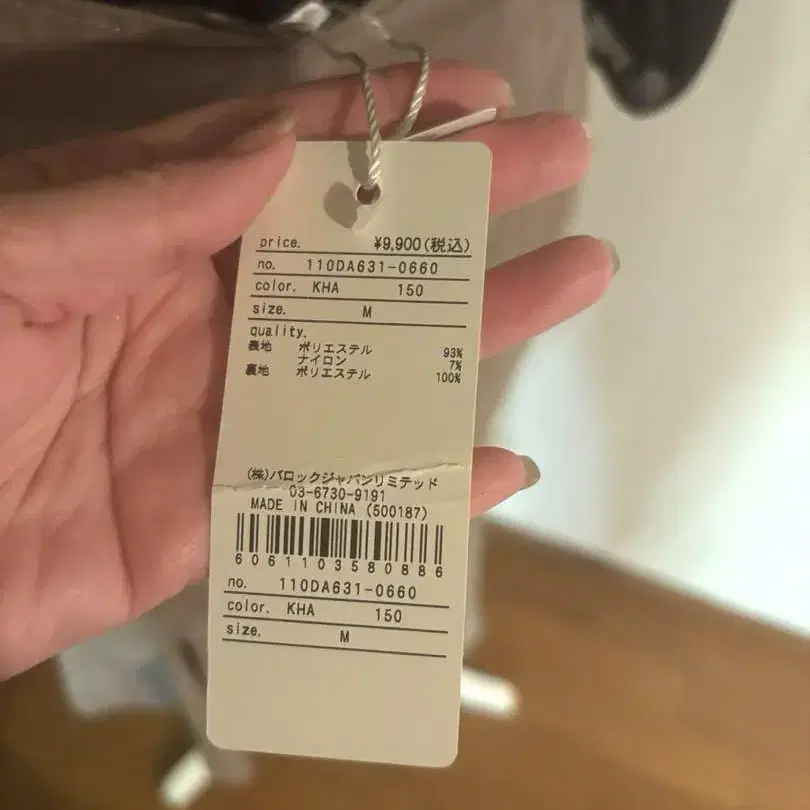 price. ¥9,900(税込)
no. 110DA631-0660
color. KHA 150
size. M
quality.
表地 ポリエステル 93%
ナイロン 7%
裏地 ポリエステル 100%
(株)バロックジャパンリミテッド
03-6730-9191
MADE IN CHINA (500187)
6061103580886
no. 110DA631-0660
color. KHA 150
size. M